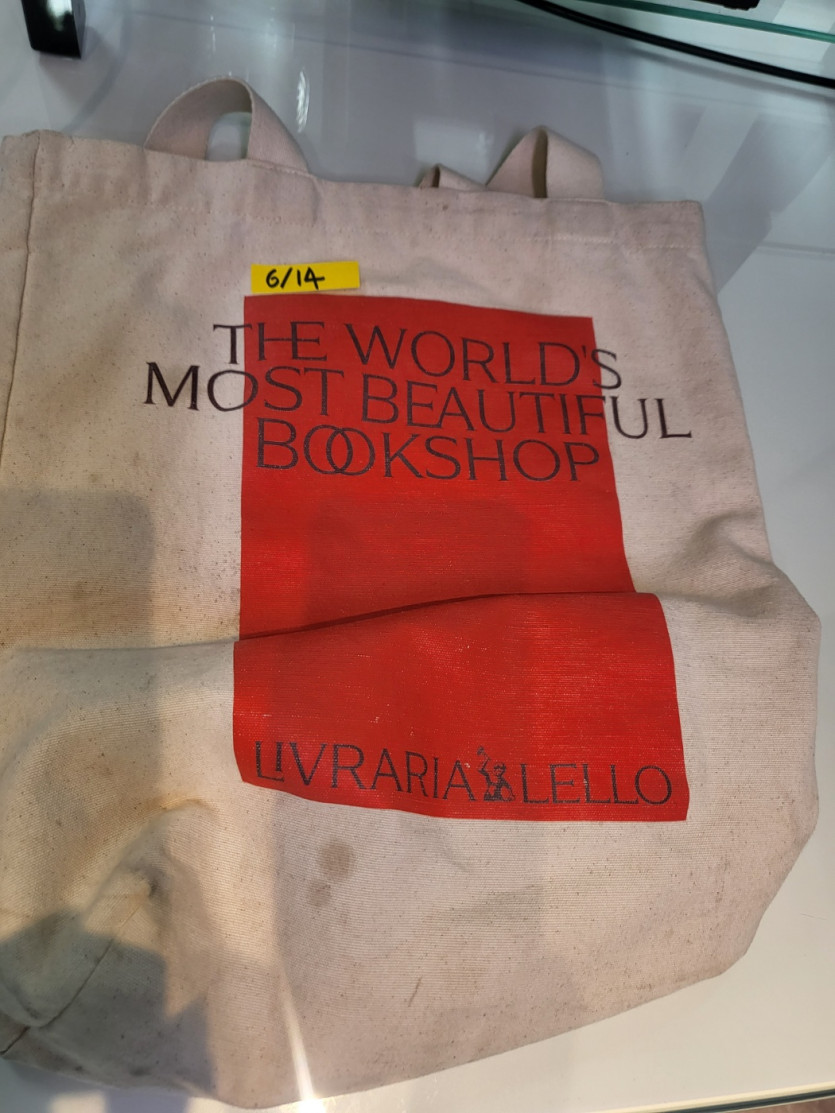 6/14
THE WORLD'S
MOST BEAUTIFUL
BOOKSHOP
LIVRARIA LELLO